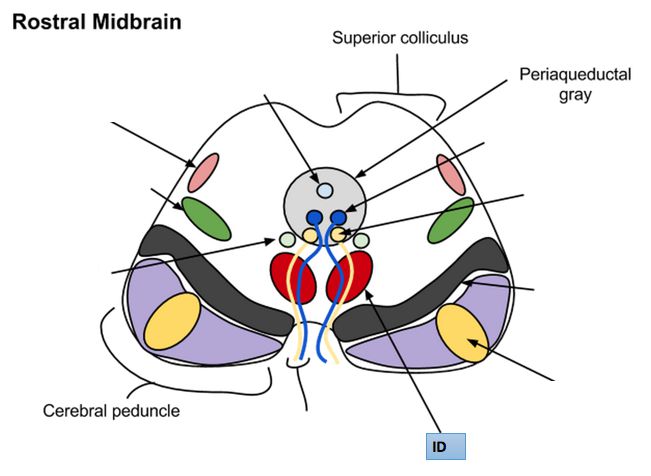 Rostral Midbrain
Superior colliculus
Periaqueductal
gray
Cerebral peduncle
ID